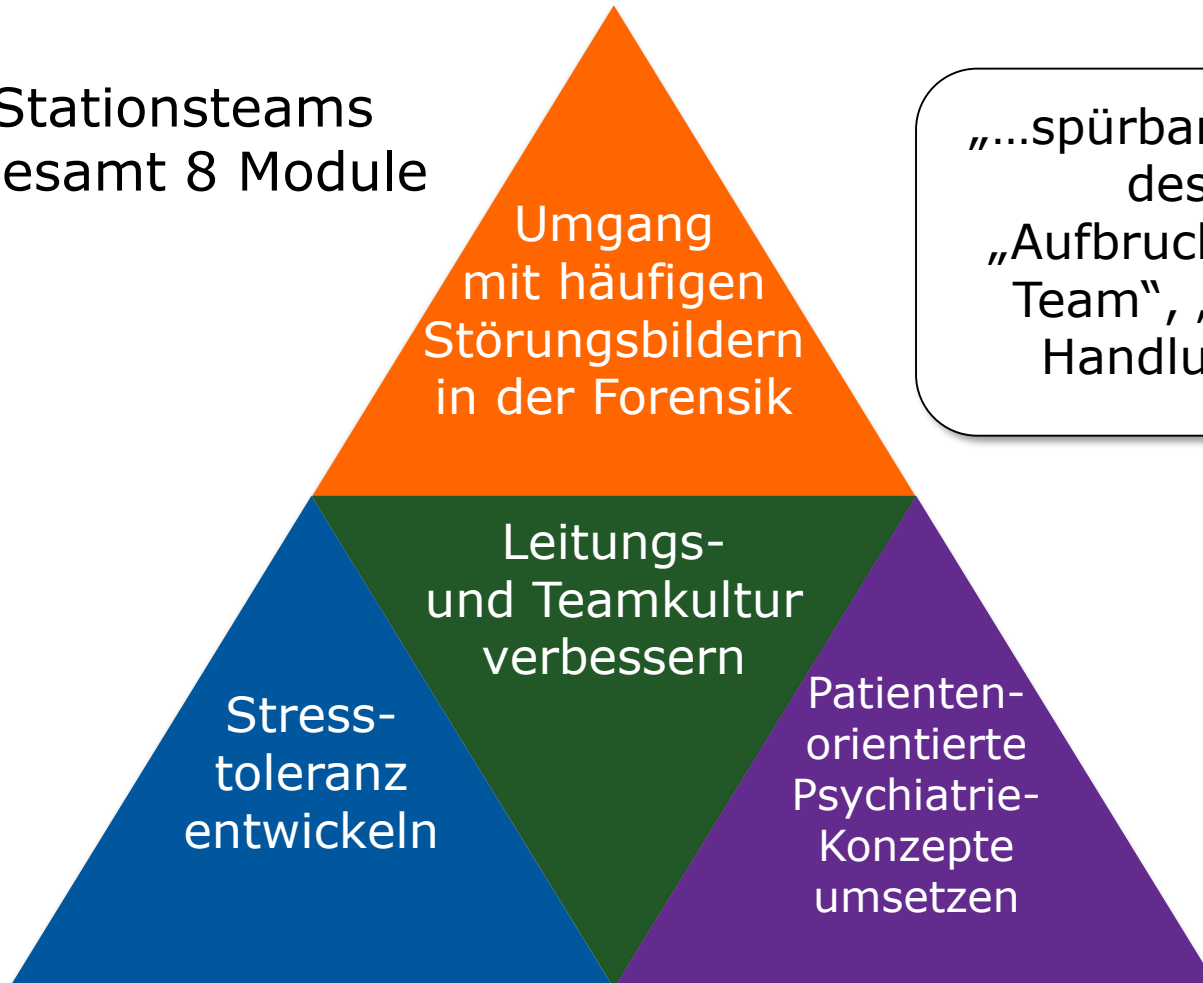 Stationsteams
esamt 8 Module
„…spürbar
des
„Aufbruch
Team“, „
Handlu
Umgang
mit häufigen
Störungsbildern
in der Forensik
Leitungs-
und Teamkultur
verbessern
Stress-
toleranz
entwickeln
Patienten-
orientierte
Psychiatrie-
Konzepte
umsetzen